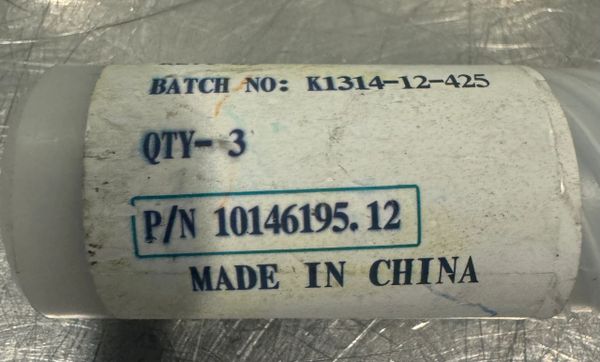 BATCH NO: K1314-12-425
QTY- 3
P/N 10146195.12
MADE IN CHINA